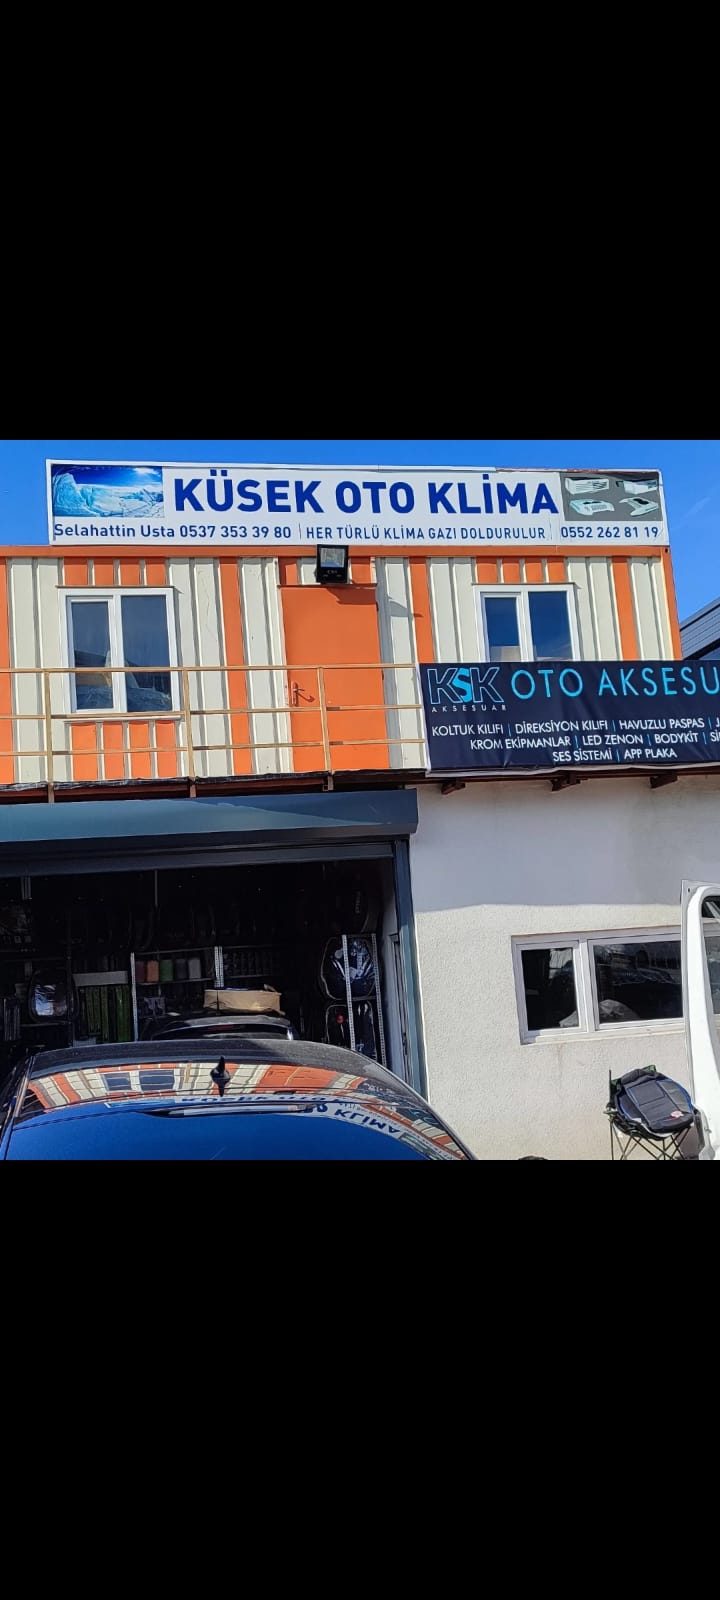 KÜSEK OTO KLİMA
Selahattin Usta 0537 353 39 80 | HER TÜRLÜ KLİMA GAZI DOLDURULUR | 0552 262 81 19
KSK OTO AKSESU
AKSESUAR
KOLTUK KILIFI | DİREKSİYON KILIFI | HAVUZLU PASPAS |
KROM EKİPMANLAR | LED ZENON | BODYKİT |
SES SİSTEMİ | APP PLAKA